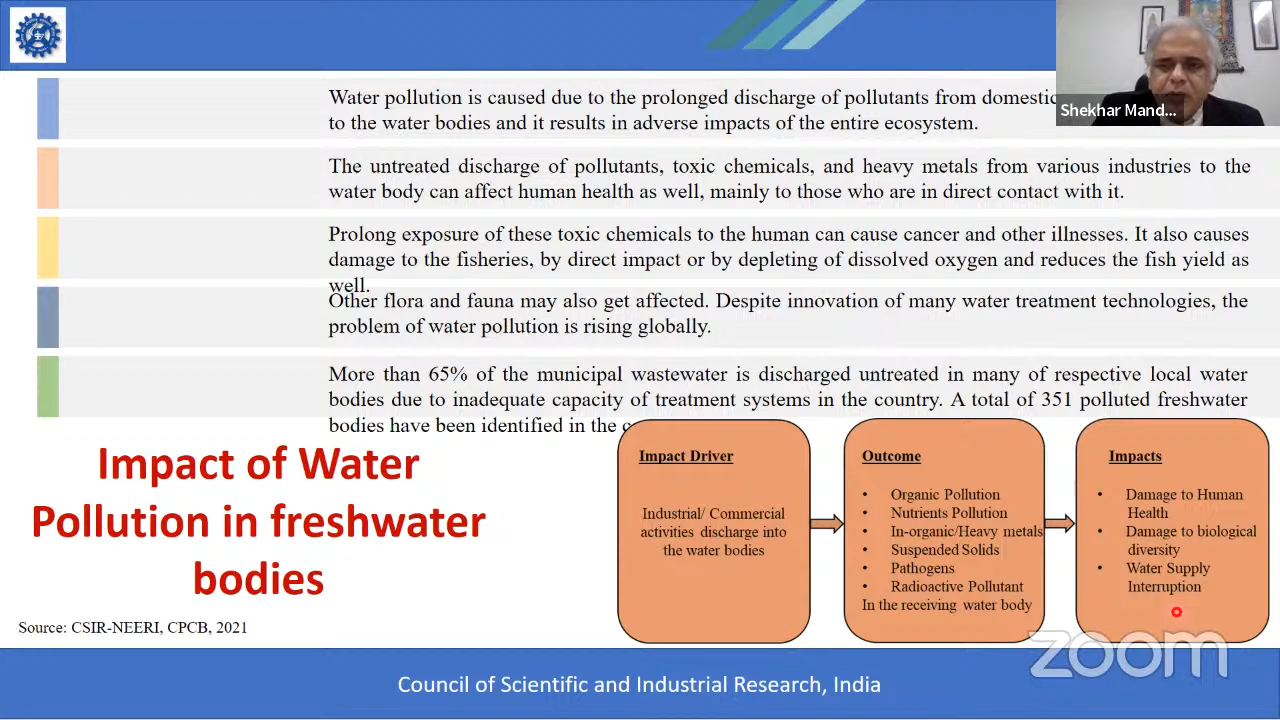 Water pollution is caused due to the prolonged discharge of pollutants from domestic
to the water bodies and it results in adverse impacts of the entire ecosystem.
Shekhar Mand...
The untreated discharge of pollutants, toxic chemicals, and heavy metals from various industries to the
water body can affect human health as well, mainly to those who are in direct contact with it.
Prolong exposure of these toxic chemicals to the human can cause cancer and other illnesses. It also causes
damage to the fisheries, by direct impact or by depleting of dissolved oxygen and reduces the fish yield as
well.
Other flora and fauna may also get affected. Despite innovation of many water treatment technologies, the
problem of water pollution is rising globally.
More than 65% of the municipal wastewater is discharged untreated in many of respective local water
bodies due to inadequate capacity of treatment systems in the country. A total of 351 polluted freshwater
bodies have been identified in the
Impact of Water
Pollution in freshwater
bodies
Source: CSIR-NEERI, CPCB, 2021
Impact Driver
Industrial/ Commercial
activities discharge into
the water bodies
Outcome
• Organic Pollution
• Nutrients Pollution
• In-organic/Heavy metals
• Suspended Solids
• Pathogens
• Radioactive Pollutant
In the receiving water body
Impacts
• Damage to Human
Health
• Damage to biological
diversity
• Water Supply
Interruption
zoom
Council of Scientific and Industrial Research, India